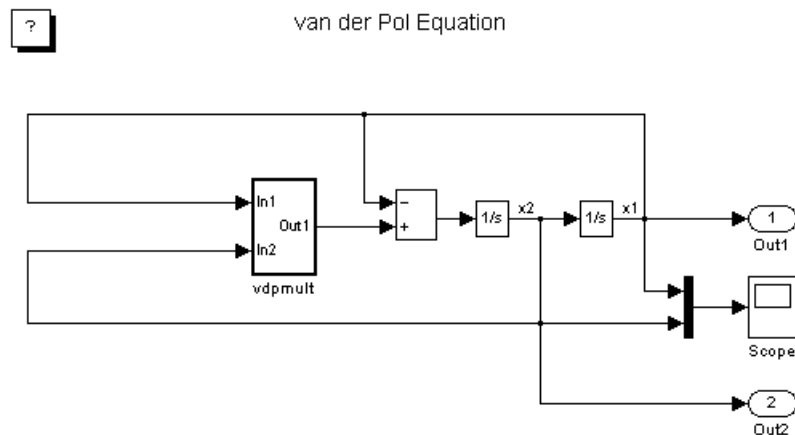 ?
van der Pol Equation
In1
Out1
In2
vdpmult
−
+
1/s
x2
1/s
x1
1
Out1
Scope
2
Out2